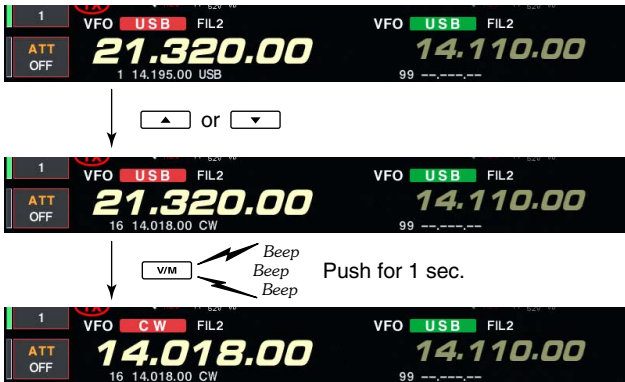 1 VFO USB FIL2 VFO USB FIL2
ATT OFF 21.320.00 14.110.00
1 14.195.00 USB 99 --.---.--
▲ or ▼
1 TX VFO USB FIL2 VFO USB FIL2
ATT OFF 21.320.00 14.110.00
16 14.018.00 CW 99 --.---.--
Beep
V/M Beep Push for 1 sec.
Beep
1 VFO CW FIL2 VFO USB FIL2
ATT OFF 14.018.00 14.110.00
16 14.018.00 CW 99 --.---.--